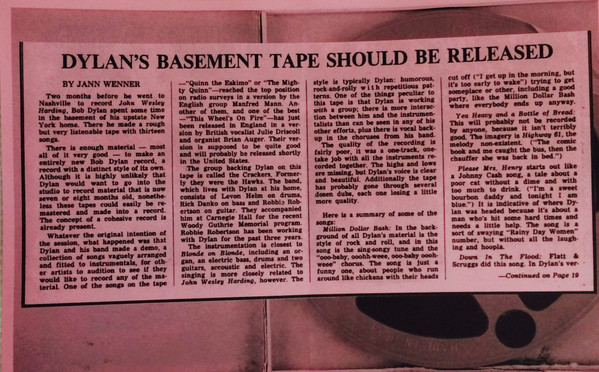 DYLAN'S BASEMENT TAPE SHOULD BE RELEASED
BY JANN WENNER
Two months before he went to
Nashville to record John Wesley
Harding, Bob Dylan spent some time
in the basement of his upstate New
York home. There he made a rough
but very listenable tape with thirteen
songs.
There is enough material — most
all of it very good — to make an
entirely new Bob Dylan record, a
record with a distinct style of its own.
Although it is highly unlikely that
Dylan would want to go into the
studio to record material that is now
seven or eight months old, nonethe-
less these tapes could easily be re-
mastered and made into a record.
The concept of a cohesive record is
already present.
Whatever the original intention of
the session, what happened was that
Dylan and his band made a demo, a
collection of songs vaguely arranged
and fitted to instrumentals, for oth-
er artists to audition to see if they
would like to record any of the ma-
terial. One of the songs on the tape
—"Quinn the Eskimo" or "The Migh-
ty Quinn"—reached the top position
on radio surveys in a version by the
English group Manfred Mann. An-
other of them, and one of the best
—"This Wheel's On Fire"—has just
been released in England in a ver-
sion by British vocalist Julie Driscoll
and organist Brian Auger. Their ver-
sion is supposed to be quite good
and will probably be released shortly
in the United States.
The group backing Dylan on this
tape is called the Crackers. Former-
ly they were the Hawks. The band,
which lives with Dylan at his home,
consists of Levon Helm on drums,
Rick Danko on bass and Robbie Rob-
ertson on guitar. They accompanied
him at Carnegie Hall for the recent
Woody Guthrie Memorial program.
Robbie Robertson has been working
with Dylan for the past three years.
The instrumentation is closest to
Blonde on Blonde, including an or-
gan, an electric bass, drums and two
guitars, accoustic and electric. The
singing is more closely related to
John Wesley Harding, however. The
style is typically Dylan: humorous,
rock-and-rolly with repetitious pat-
terns. One of the things peculiar to
this tape is that Dylan is working
with a group; there is more interac-
tion between him and the instrumen-
talists than can be seen in any of his
other efforts, plus there is vocal back-
up in the choruses from his band.
The quality of the recording is
fairly poor, it was a one-track, one-
take job with all the instruments re-
corded together. The highs and lows
are missing, but Dylan's voice is clear
and beautiful. Additionally the tape
has probably gone through several
dozen dubs, each one losing a little
more quality.
Here is a summary of some of the
songs:
Million Dollar Bash: In the back-
ground of all Dylan's material is the
style of rock and roll, and in this
song is the sing-song tune and the
"ooo-baby, ooohh-weee, ooo-baby ooohh-
weee" chorus. The song is just a
funny one, about people who run
around like chickens with their heads
cut off ("I get up in the morning, but
it's too early to wake") trying to get
someplace or other, including a good
party, like the Million Dollar Bash
where everybody ends up anyway.
Yea Heavy and a Bottle of Bread:
This will probably not be recorded
by anyone, because it isn't terribly
good. The imagery is Highway 61, the
melody non-existent. ("The comic
book and me caught the bus, then the
chauffer she was back in bed.")
Please Mrs. Henry starts out like
a Johnny Cash song, a tale about a
poor cat without a dime and with
too much to drink. ("I'm a sweet
bourbon daddy and tonight I am
blue.") It is indicative of where Dy-
lan was headed because it's about a
man who's hit some hard times and
needs a little help. The song is a
sort of swaying "Rainy Day Women"
number, but without all the laugh-
ing and hoopla.
Down In The Flood: Flatt &
Scruggs did this song. In Dylan's ver-
—Continued on Page 19